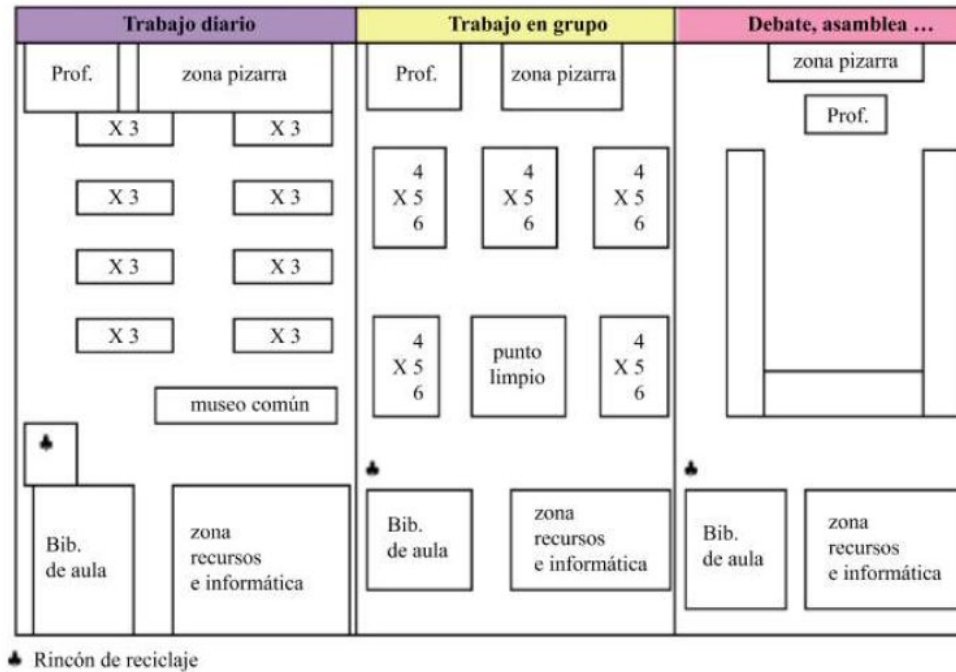 Trabajo diario
Trabajo en grupo
Debate, asamblea ...
Prof.
zona pizarra
X 3
X 3
X 3
X 3
X 3
X 3
X 3
X 3
museo común
♣
Bib.
de aula
zona
recursos
e informática
Prof.
zona pizarra
4
X 5
6
4
X 5
6
4
X 5
6
4
X 5
6
punto
limpio
4
X 5
6
♣
Bib.
de aula
zona
recursos
e informática
zona pizarra
Prof.
♣
Bib.
de aula
zona
recursos
e informática
♣ Rincón de reciclaje